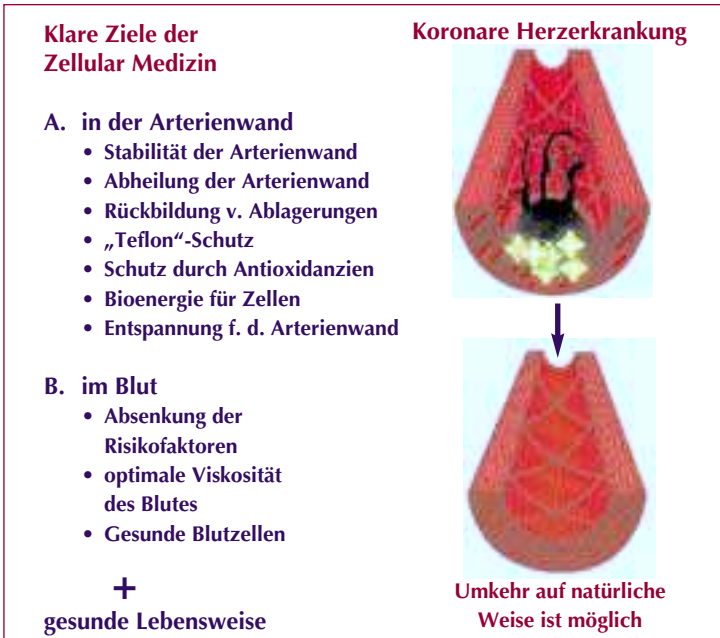 Klare Ziele der
Zellular Medizin
A. in der Arterienwand
• Stabilität der Arterienwand
• Abheilung der Arterienwand
• Rückbildung v. Ablagerungen
• „Teflon“-Schutz
• Schutz durch Antioxidanzien
• Bioenergie für Zellen
• Entspannung f. d. Arterienwand
B. im Blut
• Absenkung der
Risikofaktoren
• optimale Viskosität
des Blutes
• Gesunde Blutzellen
+
gesunde Lebensweise
Koronare Herzerkrankung
Umkehr auf natürliche
Weise ist möglich